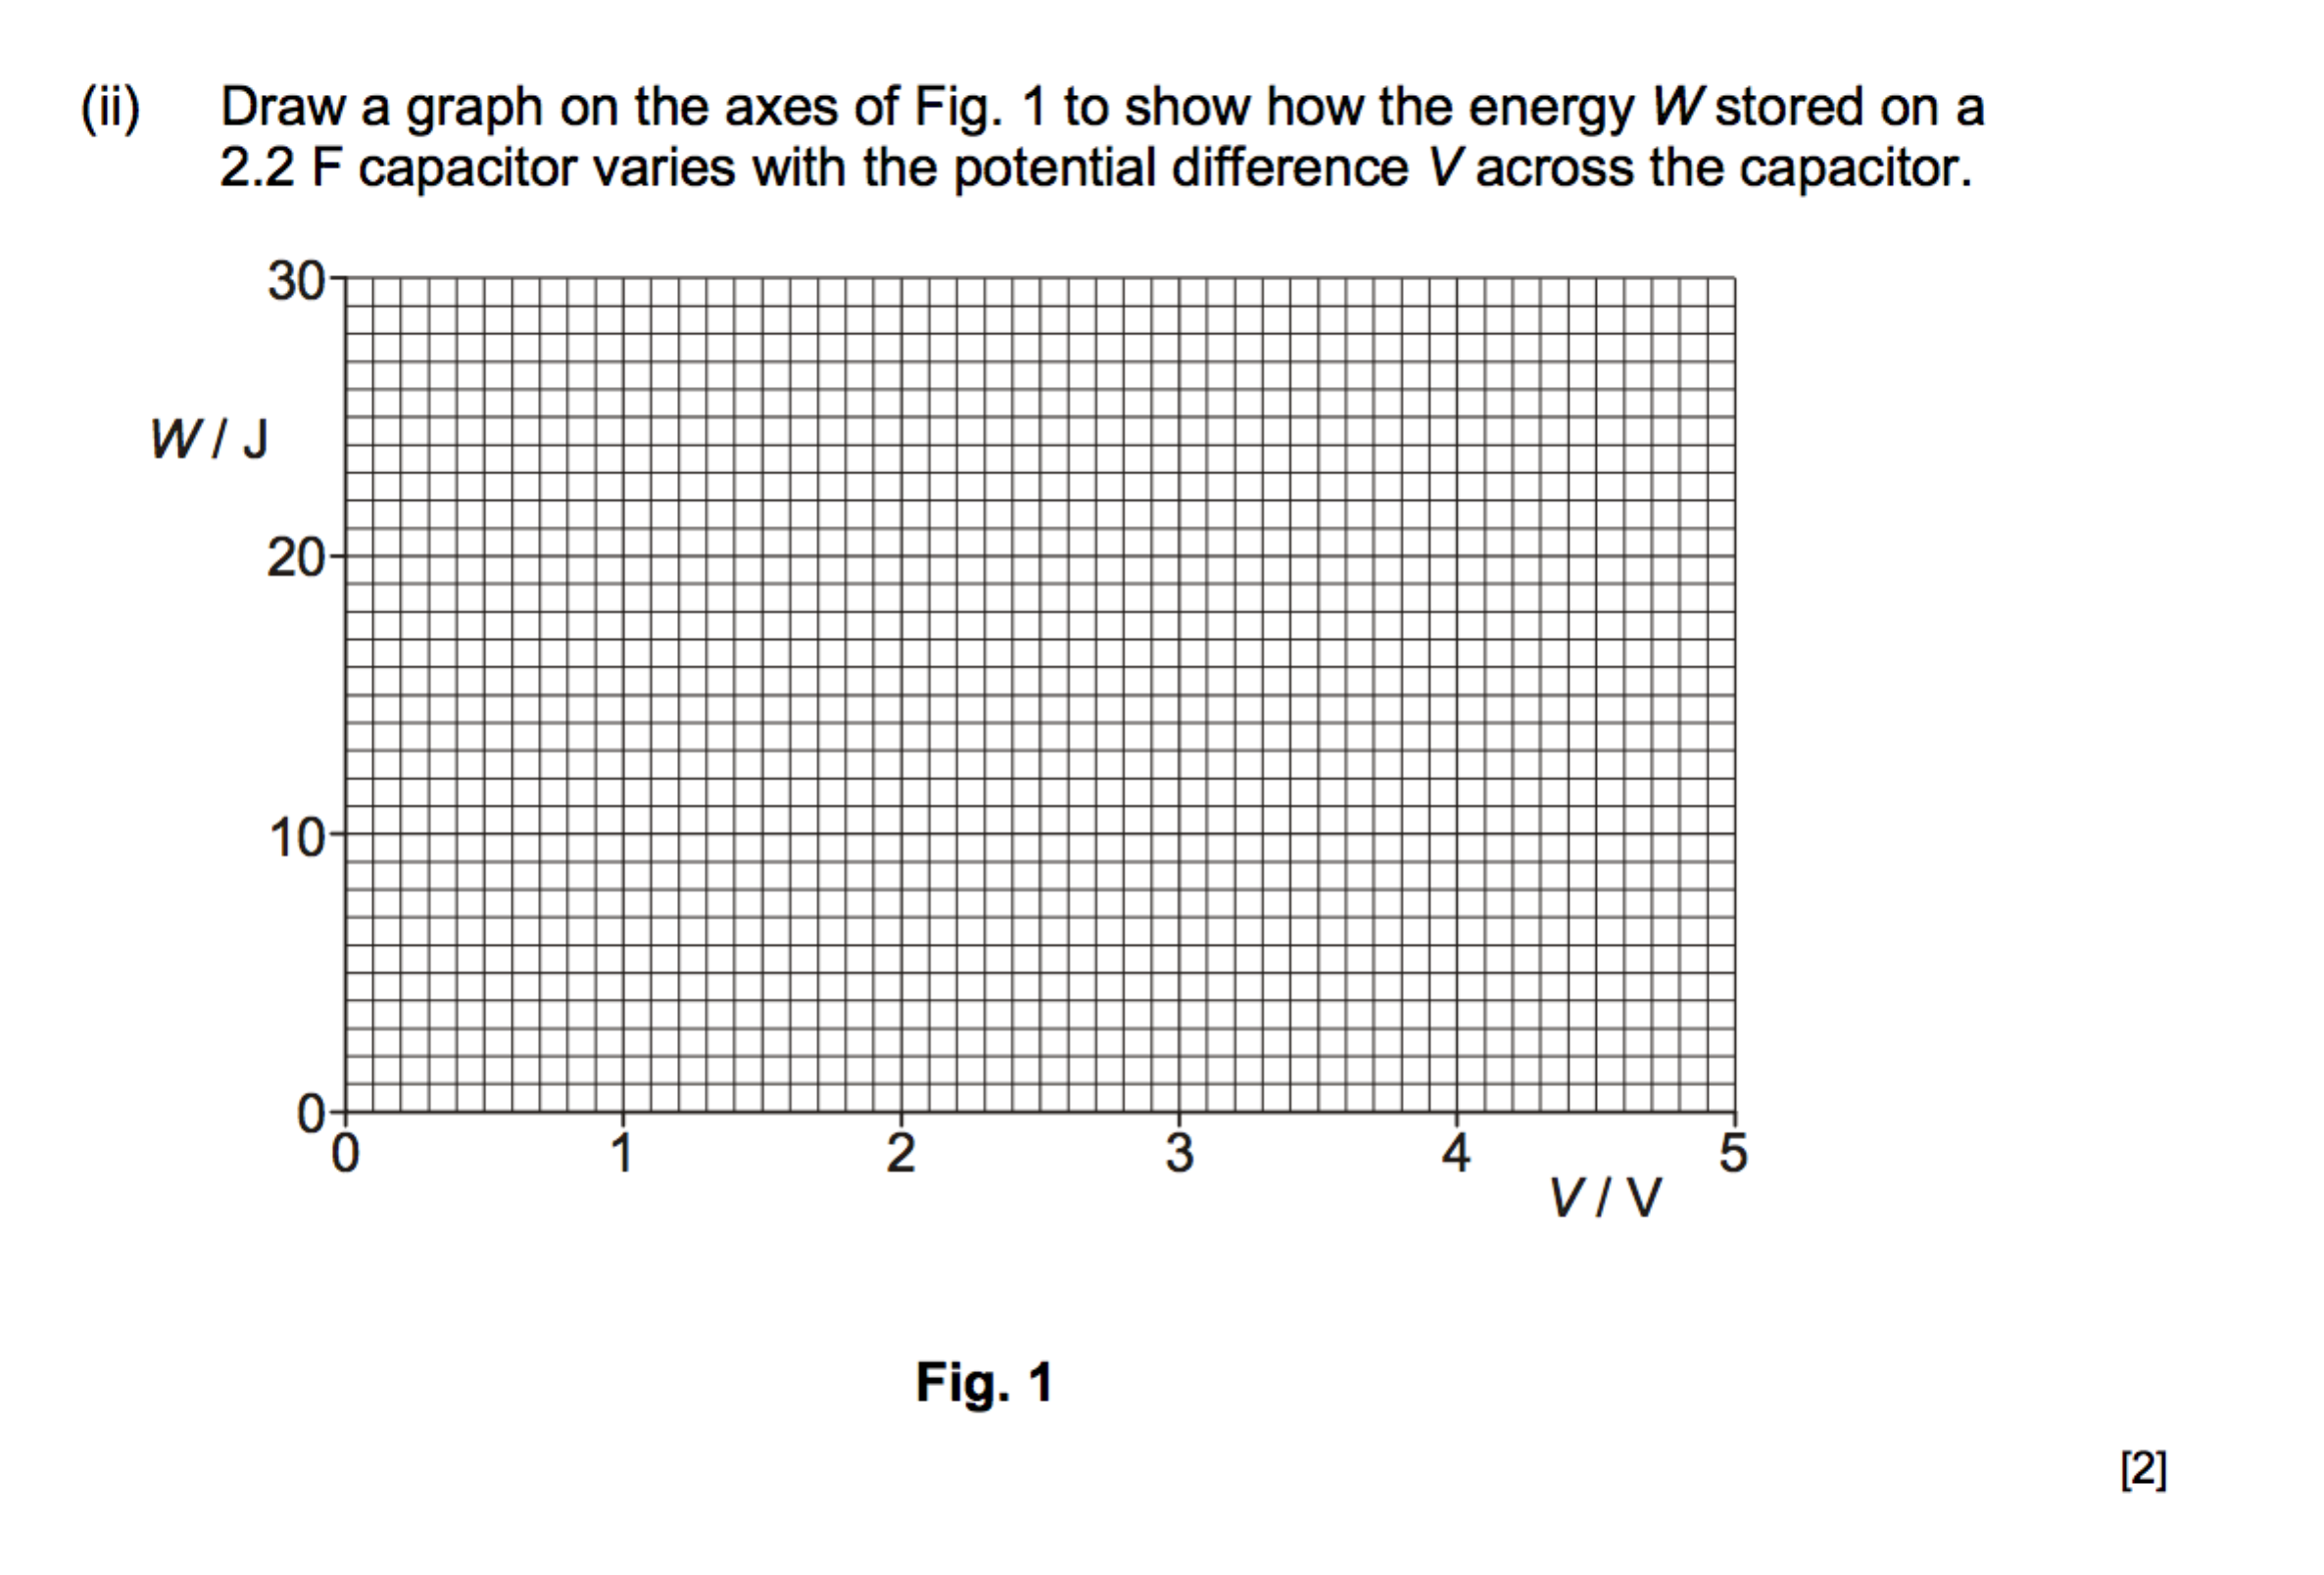 (ii) Draw a graph on the axes of Fig. 1 to show how the energy W stored on a
2.2 F capacitor varies with the potential difference V across the capacitor.
30
W / J
20
10
0
0 1 2 3 4 5
V / V
Fig. 1
[2]